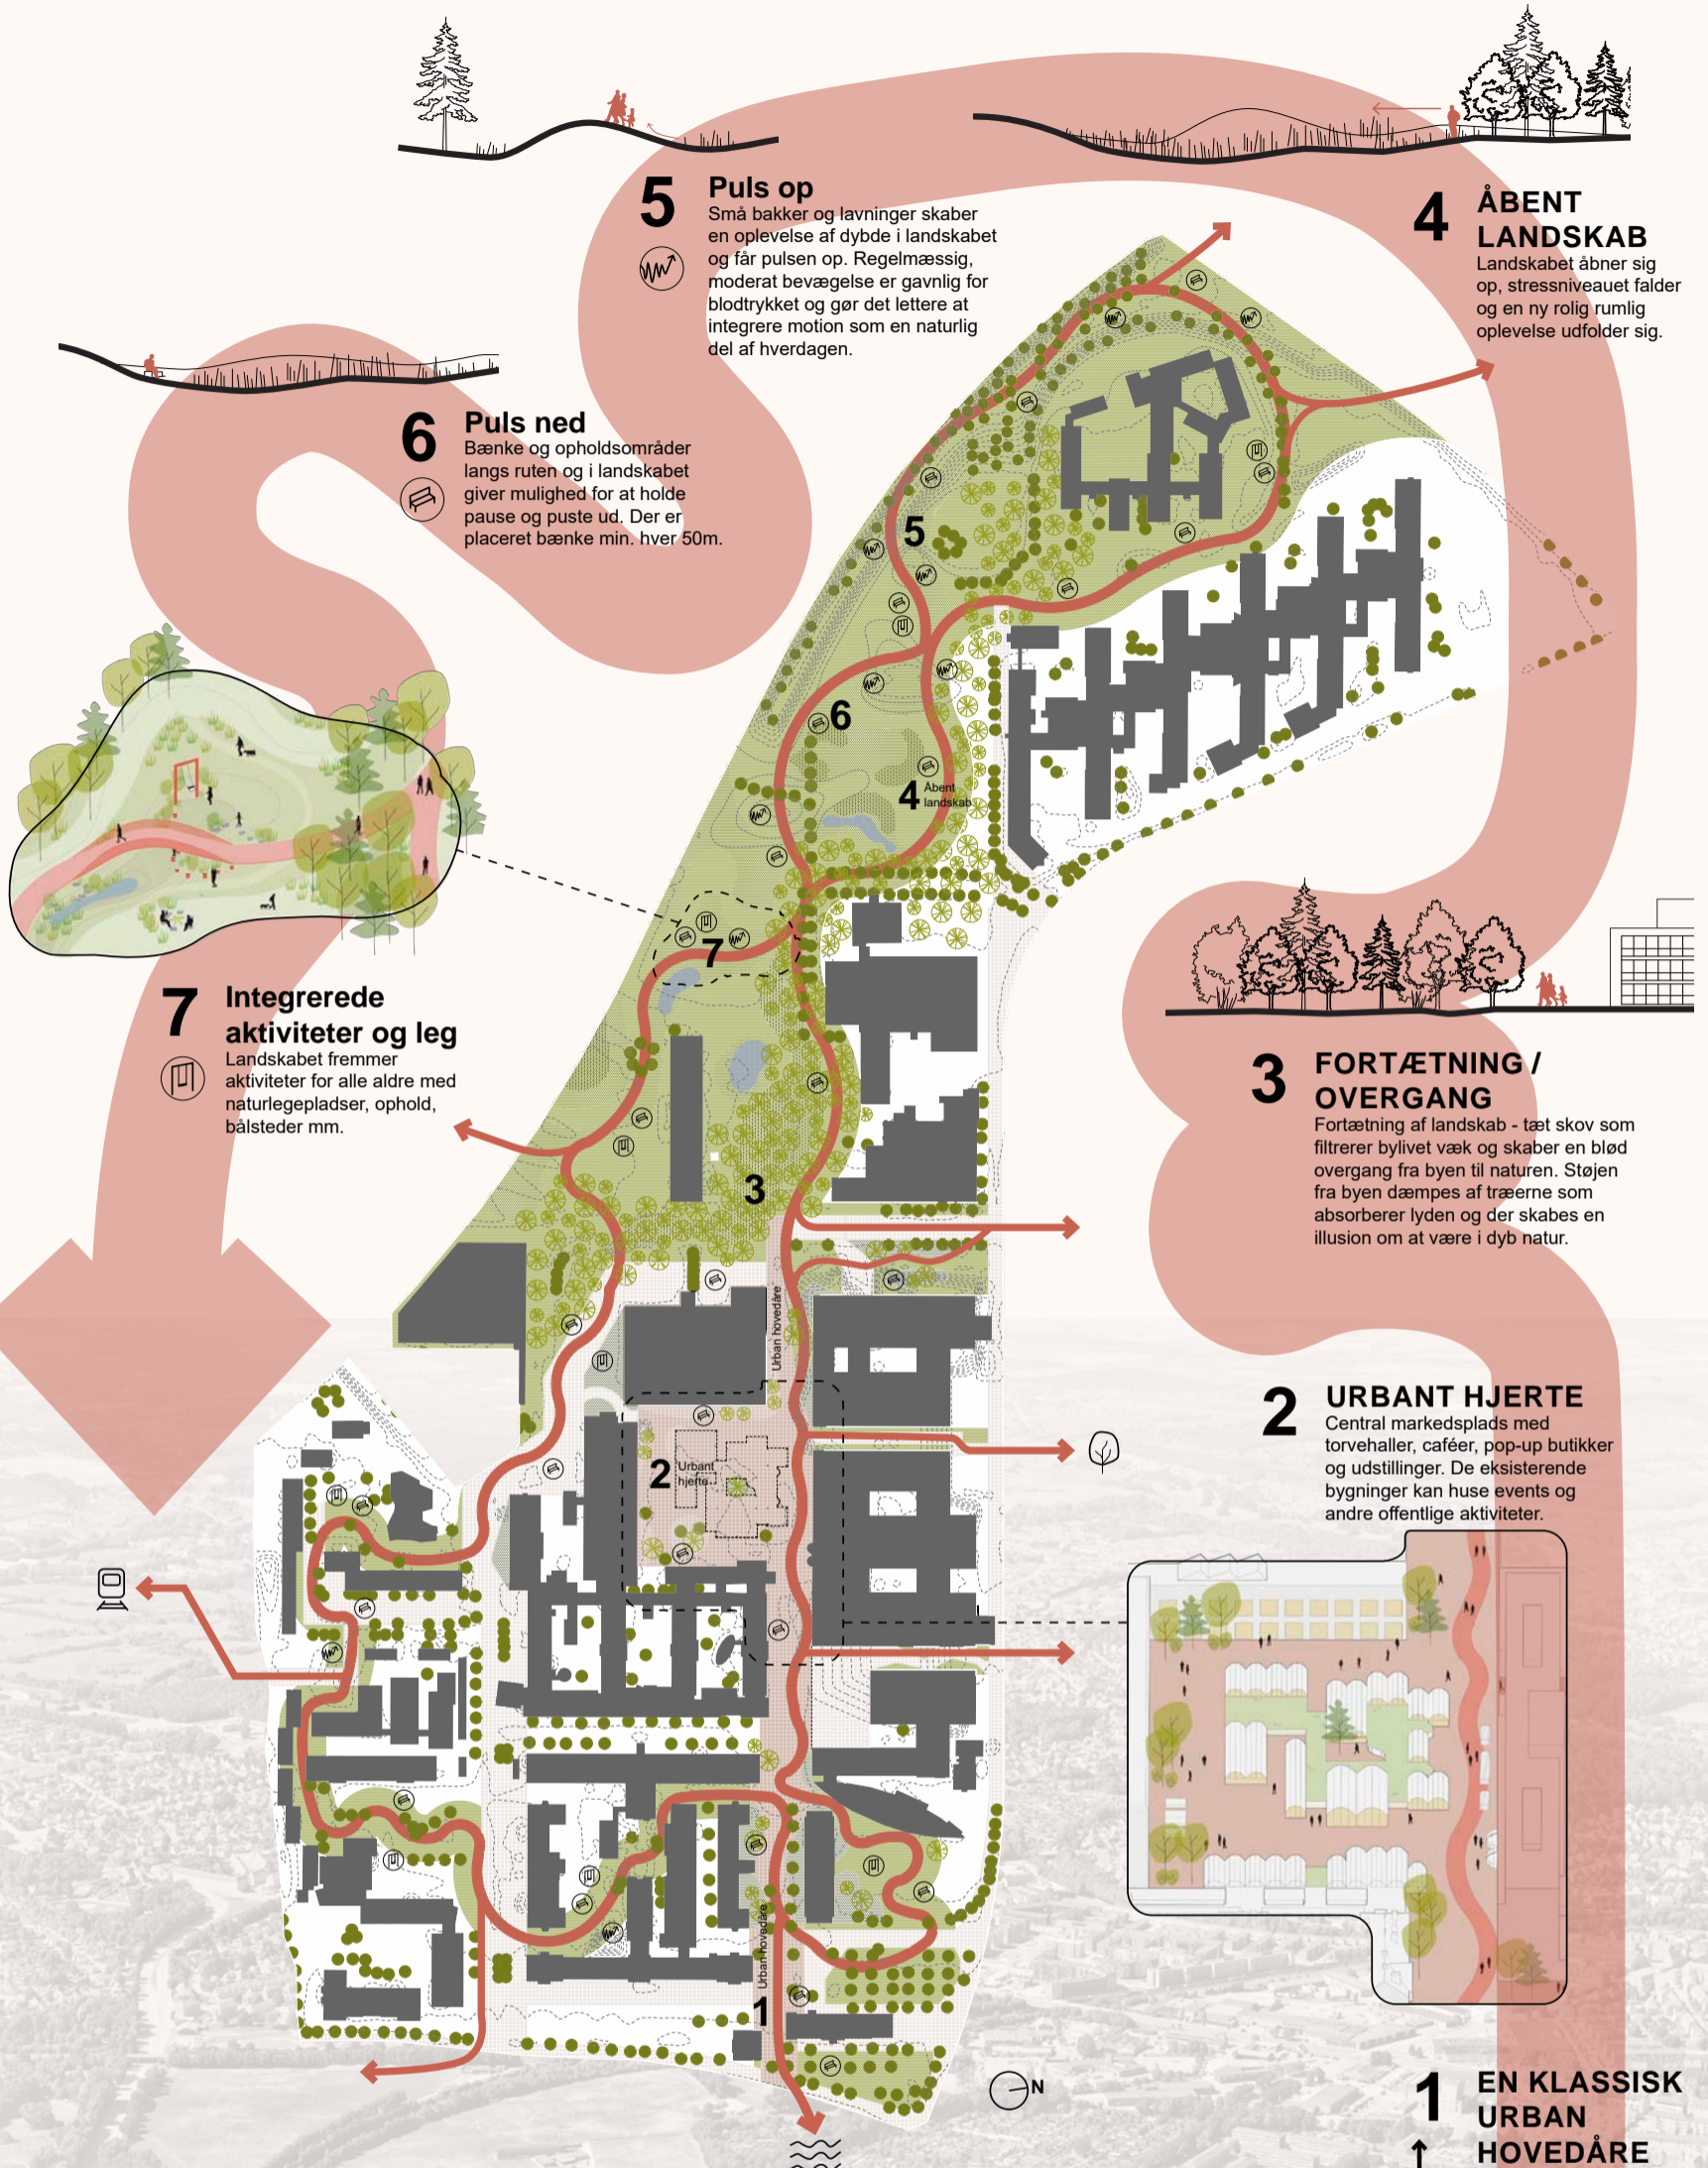 5
Puls op
Små bakker og lavninger skaber
en oplevelse af dybde i landskabet
og får pulsen op. Regelmæssig,
moderat bevægelse er gavnlig for
blodtrykket og gør det lettere at
integrere motion som en naturlig
del af hverdagen.
4
ÅBENT
LANDSKAB
Landskabet åbner sig
op, stressniveauet falder
og en ny rolig rumlig
oplevelse udfolder sig.
6
Puls ned
Bænke og opholdsområder
langs ruten og i landskabet
giver mulighed for at holde
pause og puste ud. Der er
placeret bænke min. hver 50m.
5
6
4
Åbent
landskab
7
7
Integrerede
aktiviteter og leg
Landskabet fremmer
aktiviteter for alle aldre med
naturlegepladser, ophold,
bålsteder mm.
3
FORTÆTNING /
OVERGANG
Fortætning af landskab - tæt skov som
filtrerer bylivet væk og skaber en blød
overgang fra byen til naturen. Støjen
fra byen dæmpes af træerne som
absorberer lyden og der skabes en
illusion om at være i dyb natur.
3
Urban hovedåre
2
URBANT HJERTE
Central markedsplads med
torvehaller, caféer, pop-up butikker
og udstillinger. De eksisterende
bygninger kan huse events og
andre offentlige aktiviteter.
2
Urbant
hjerte
Urban hovedåre
1
N
1
EN KLASSISK
URBAN
HOVEDÅRE